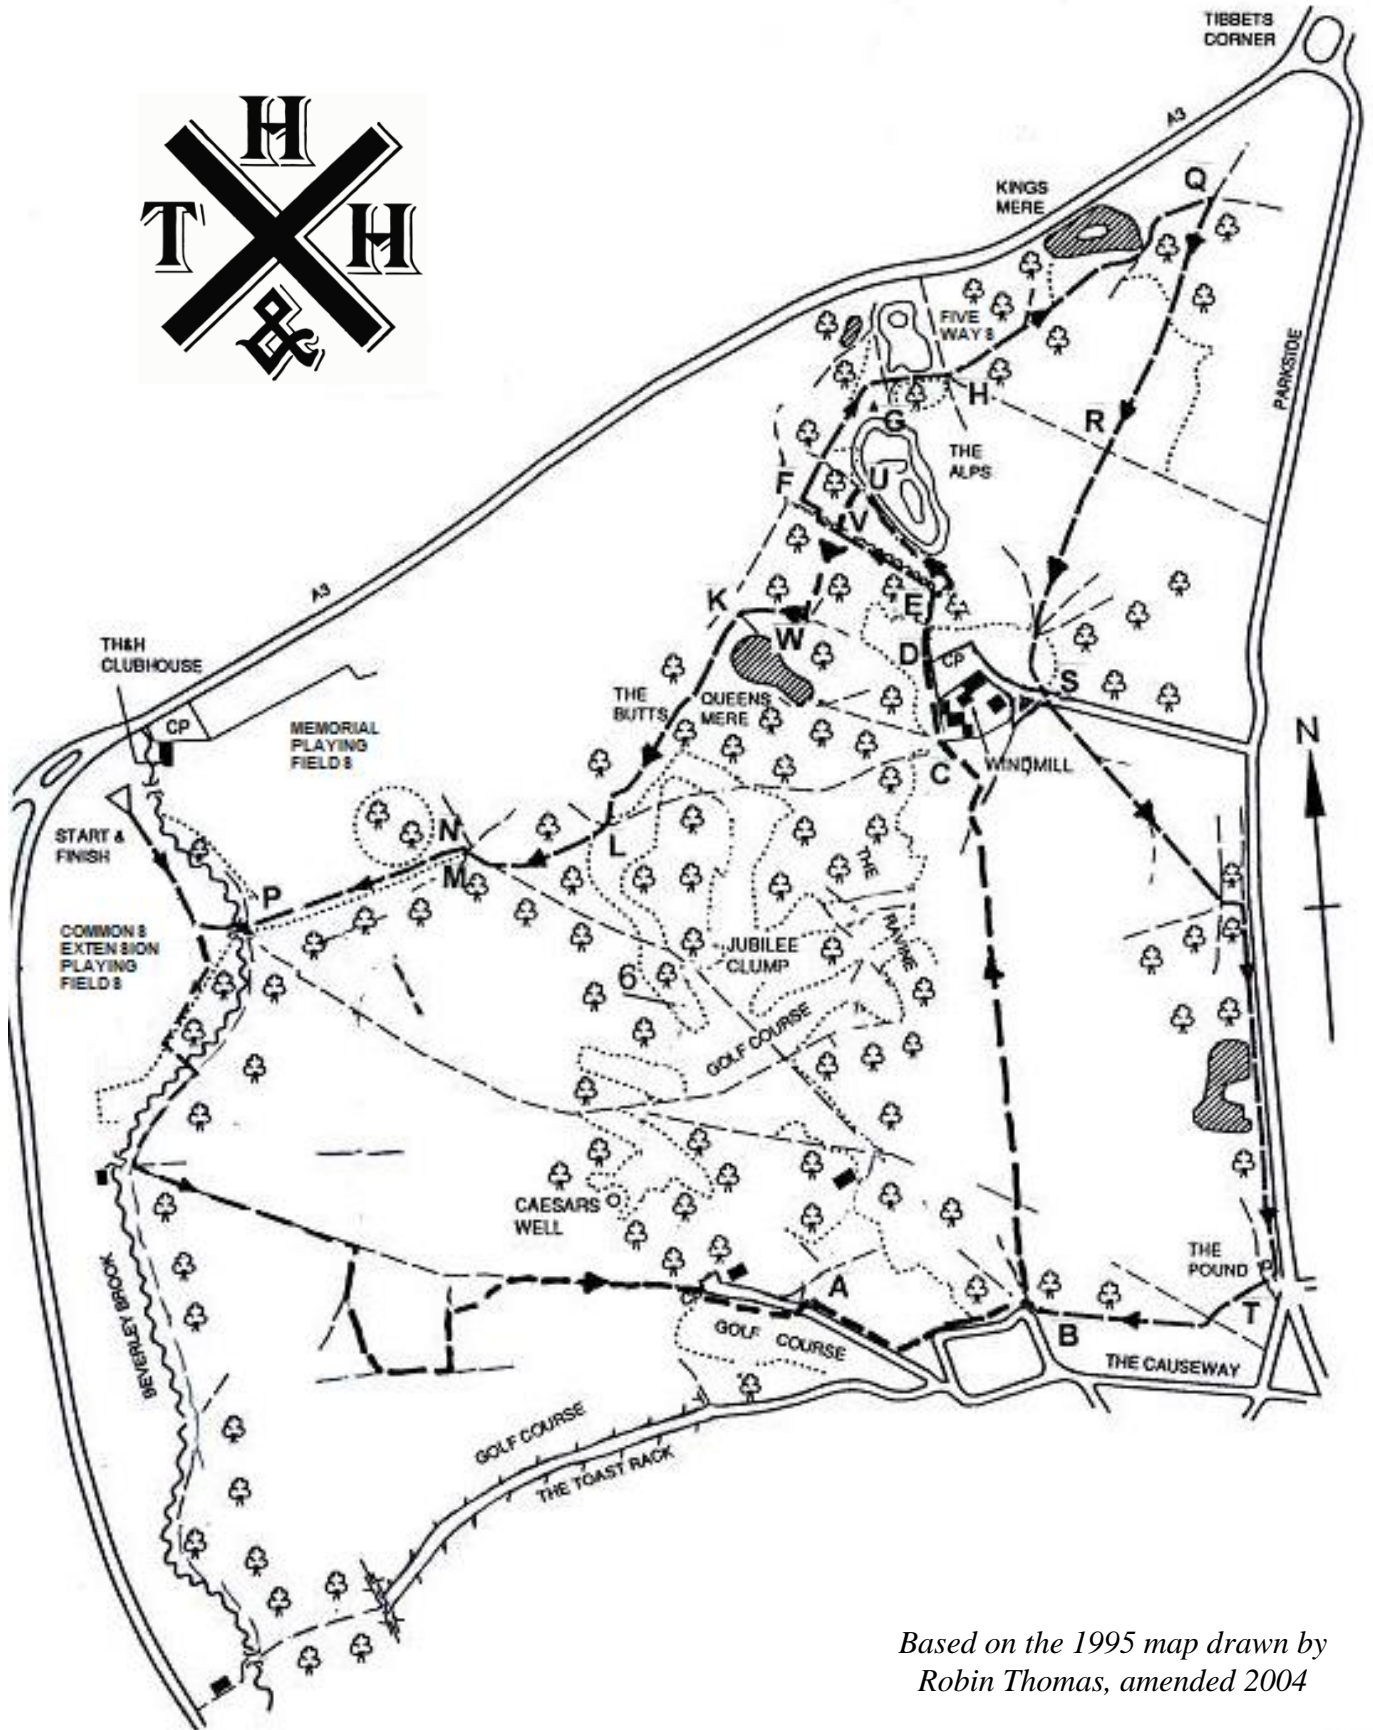 TIBBETS
CORNER
A3
H
T H
&
Q
KINGS
MERE
FIVE
WAYS
PARKSIDE
H
R
G
THE
ALPS
F
U
V
A3
K
E
W
D
CP
S
TH&H
CLUBHOUSE
CP
THE
BUTTS
QUEENS
MERE
N
MEMORIAL
PLAYING
FIELDS
C
WINDMILL
START &
FINISH
N
L
M
THE
RAVINE
P
COMMONS
EXTENSION
PLAYING
FIELDS
JUBILEE
CLUMP
6
GOLF COURSE
CAESARS
WELL
THE
POUND
P
BEVERLEY BROOK
A
CP
T
B
GOLF COURSE
THE CAUSEWAY
GOLF COURSE
THE TOAST RACK
Based on the 1995 map drawn by
Robin Thomas, amended 2004